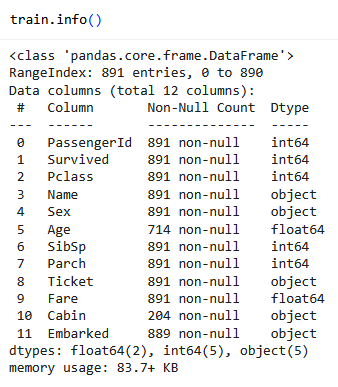 train.info()
<class 'pandas.core.frame.DataFrame'>
RangeIndex: 891 entries, 0 to 890
Data columns (total 12 columns):
 #   Column       Non-Null Count  Dtype
---  ------       --------------  -----
 0   PassengerId  891 non-null    int64
 1   Survived     891 non-null    int64
 2   Pclass       891 non-null    int64
 3   Name         891 non-null    object
 4   Sex          891 non-null    object
 5   Age          714 non-null    float64
 6   SibSp        891 non-null    int64
 7   Parch        891 non-null    int64
 8   Ticket       891 non-null    object
 9   Fare         891 non-null    float64
 10  Cabin        204 non-null    object
 11  Embarked     889 non-null    object
dtypes: float64(2), int64(5), object(5)
memory usage: 83.7+ KB